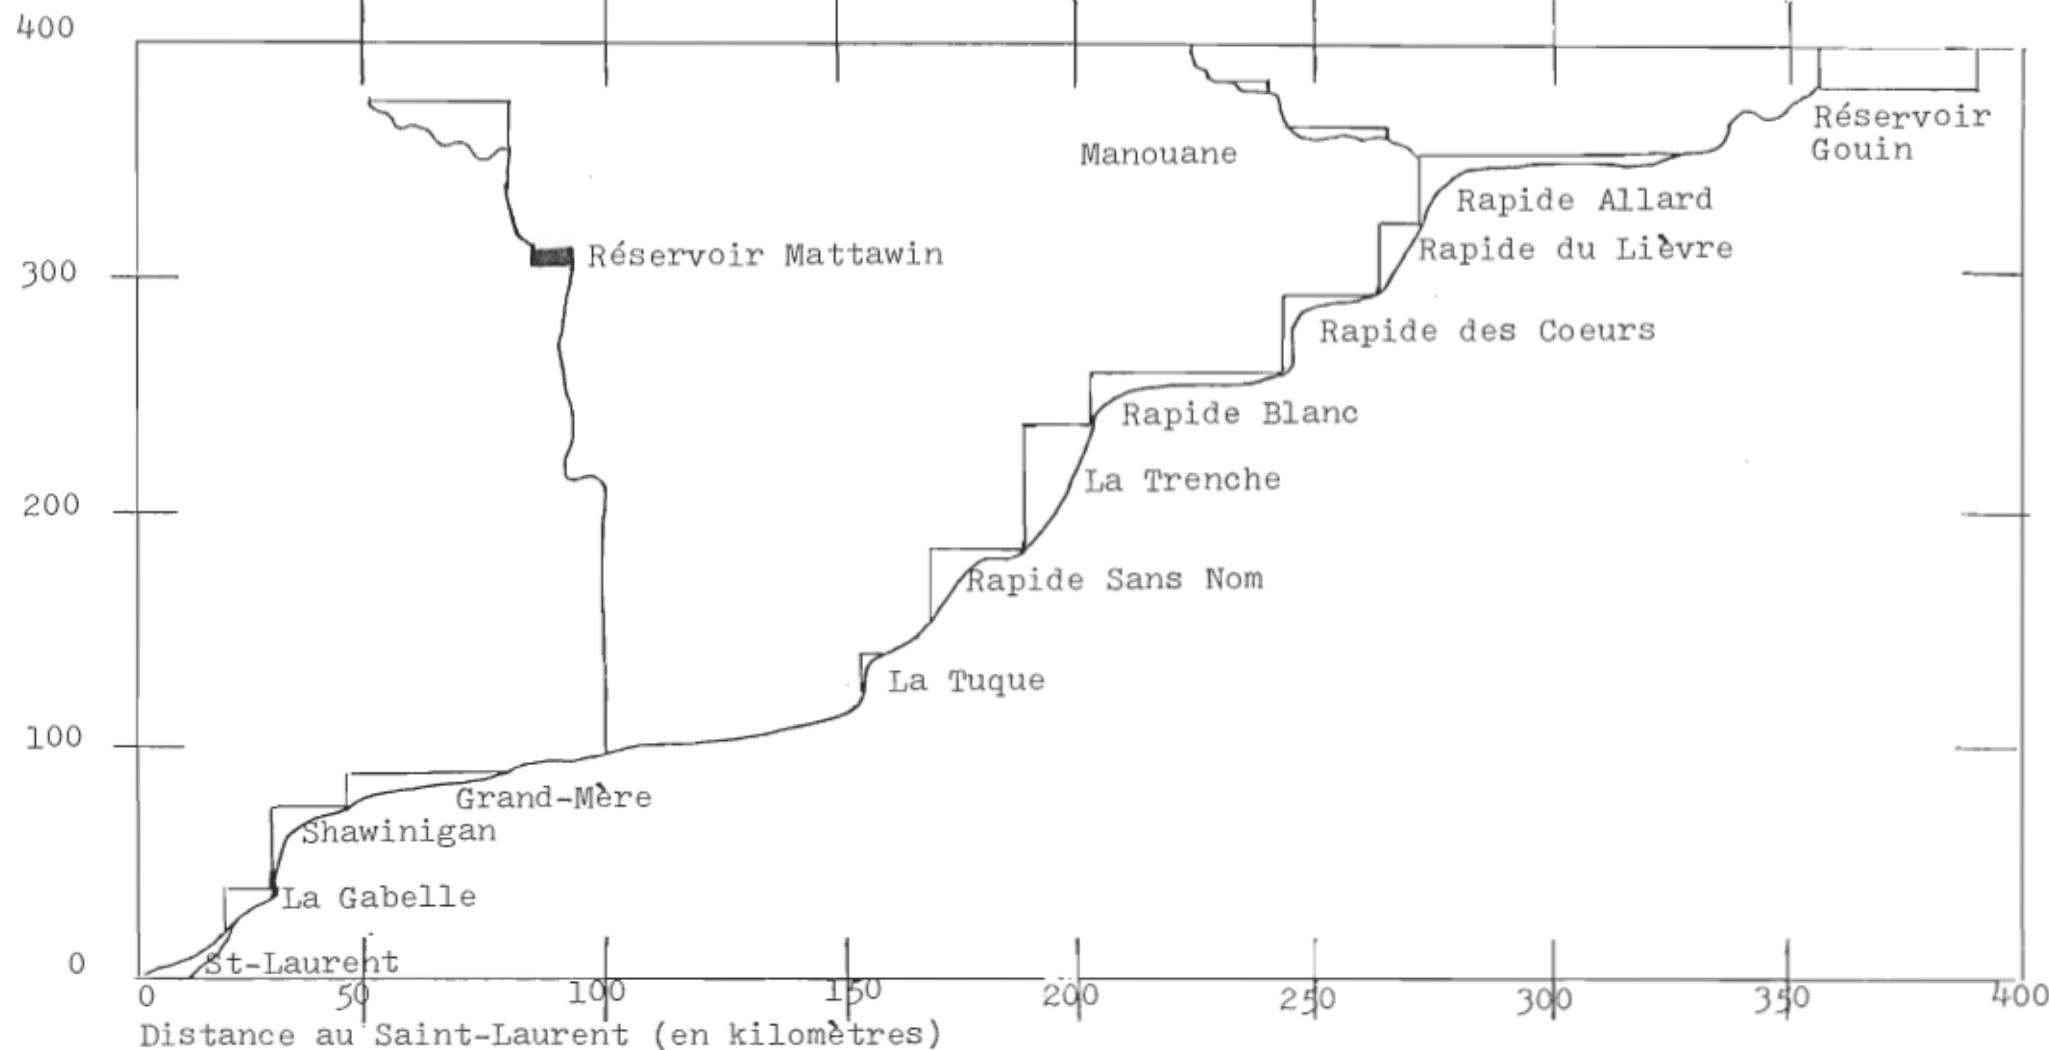 400
Réservoir
Gouin
Manouane
Rapide Allard
Rapide du Lièvre
Réservoir Mattawin
300
Rapide des Coeurs
Rapide Blanc
La Trenche
200
Rapide Sans Nom
La Tuque
100
Grand-Mère
Shawinigan
La Gabelle
St-Laurent
0
0 50 100 150 200 250 300 350 400
Distance au Saint-Laurent (en kilomètres)